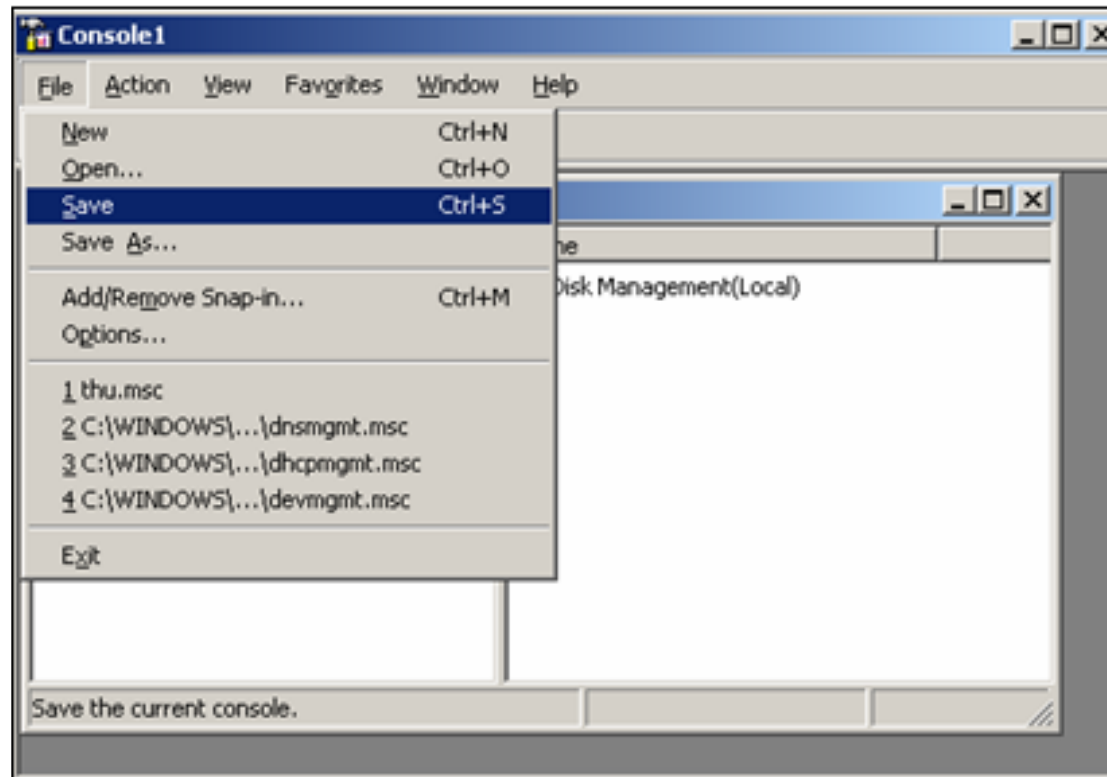 Console1
File Action View Favorites Window Help
New Ctrl+N
Open... Ctrl+O
Save Ctrl+S
Save As...
Add/Remove Snap-in... Ctrl+M
Options...
1 thu.msc
2 C:\WINDOWS\...\dnsmgmt.msc
3 C:\WINDOWS\...\dhcpmgmt.msc
4 C:\WINDOWS\...\devmgmt.msc
Exit
Disk Management(Local)
Save the current console.